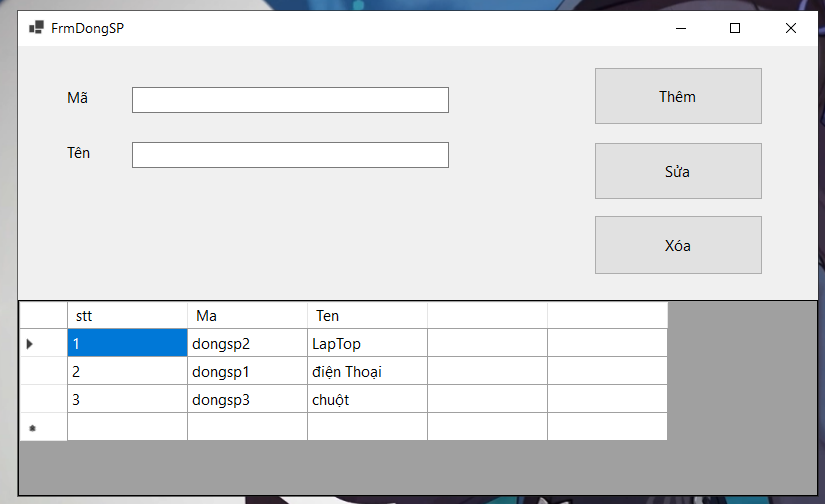 FrmDongSP
Mã
Thêm
Tên
Sửa
Xóa
stt Ma Ten
1 dongsp2 LapTop
2 dongsp1 điện Thoại
3 dongsp3 chuột